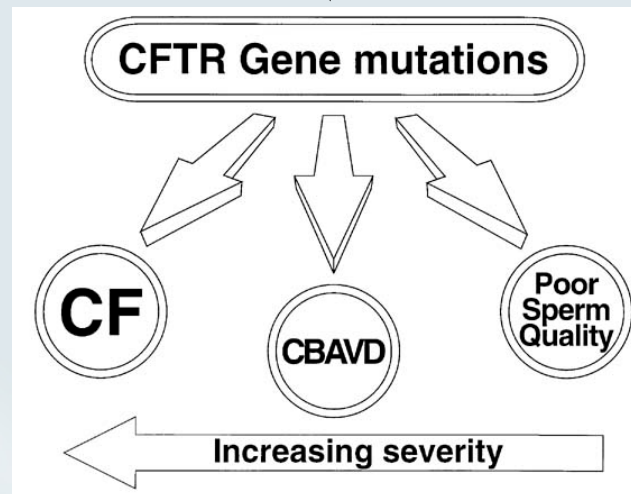 CFTR Gene mutations
CF
CBAVD
Poor
Sperm
Quality
Increasing severity